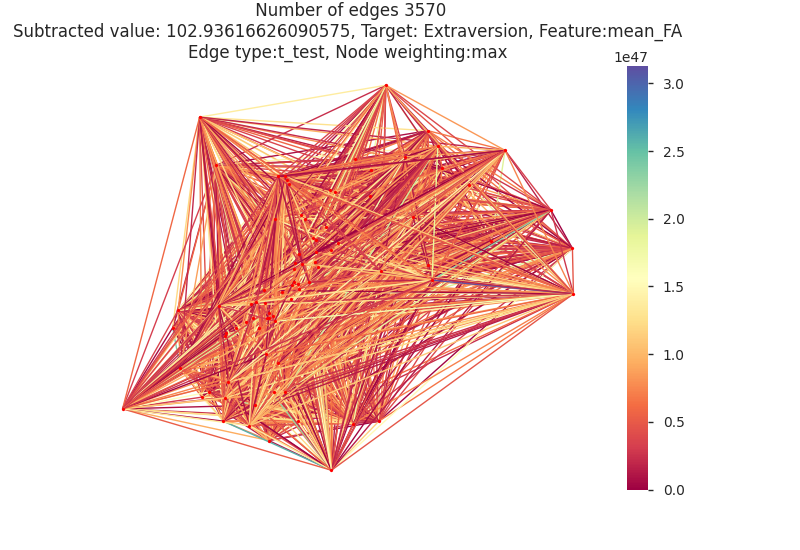 Number of edges 3570
Subtracted value: 102.93616626090575, Target: Extraversion, Feature:mean_FA
Edge type:t_test, Node weighting:max
1e47
3.0
2.5
2.0
1.5
1.0
0.5
0.0